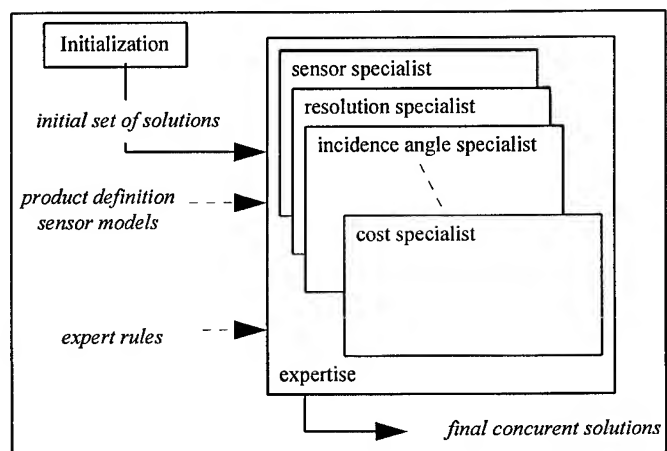 Initialization
sensor specialist
resolution specialist
initial set of solutions
incidence angle specialist
product definition
sensor models
cost specialist
expert rules
expertise
final concurent solutions